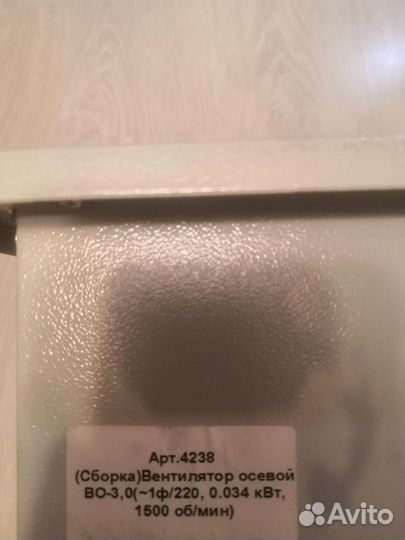 Арт.4238
(Сборка)Вентилятор осевой
ВО-3,0(~1ф/220, 0.034 кВт,
1500 об/мин)
Avito